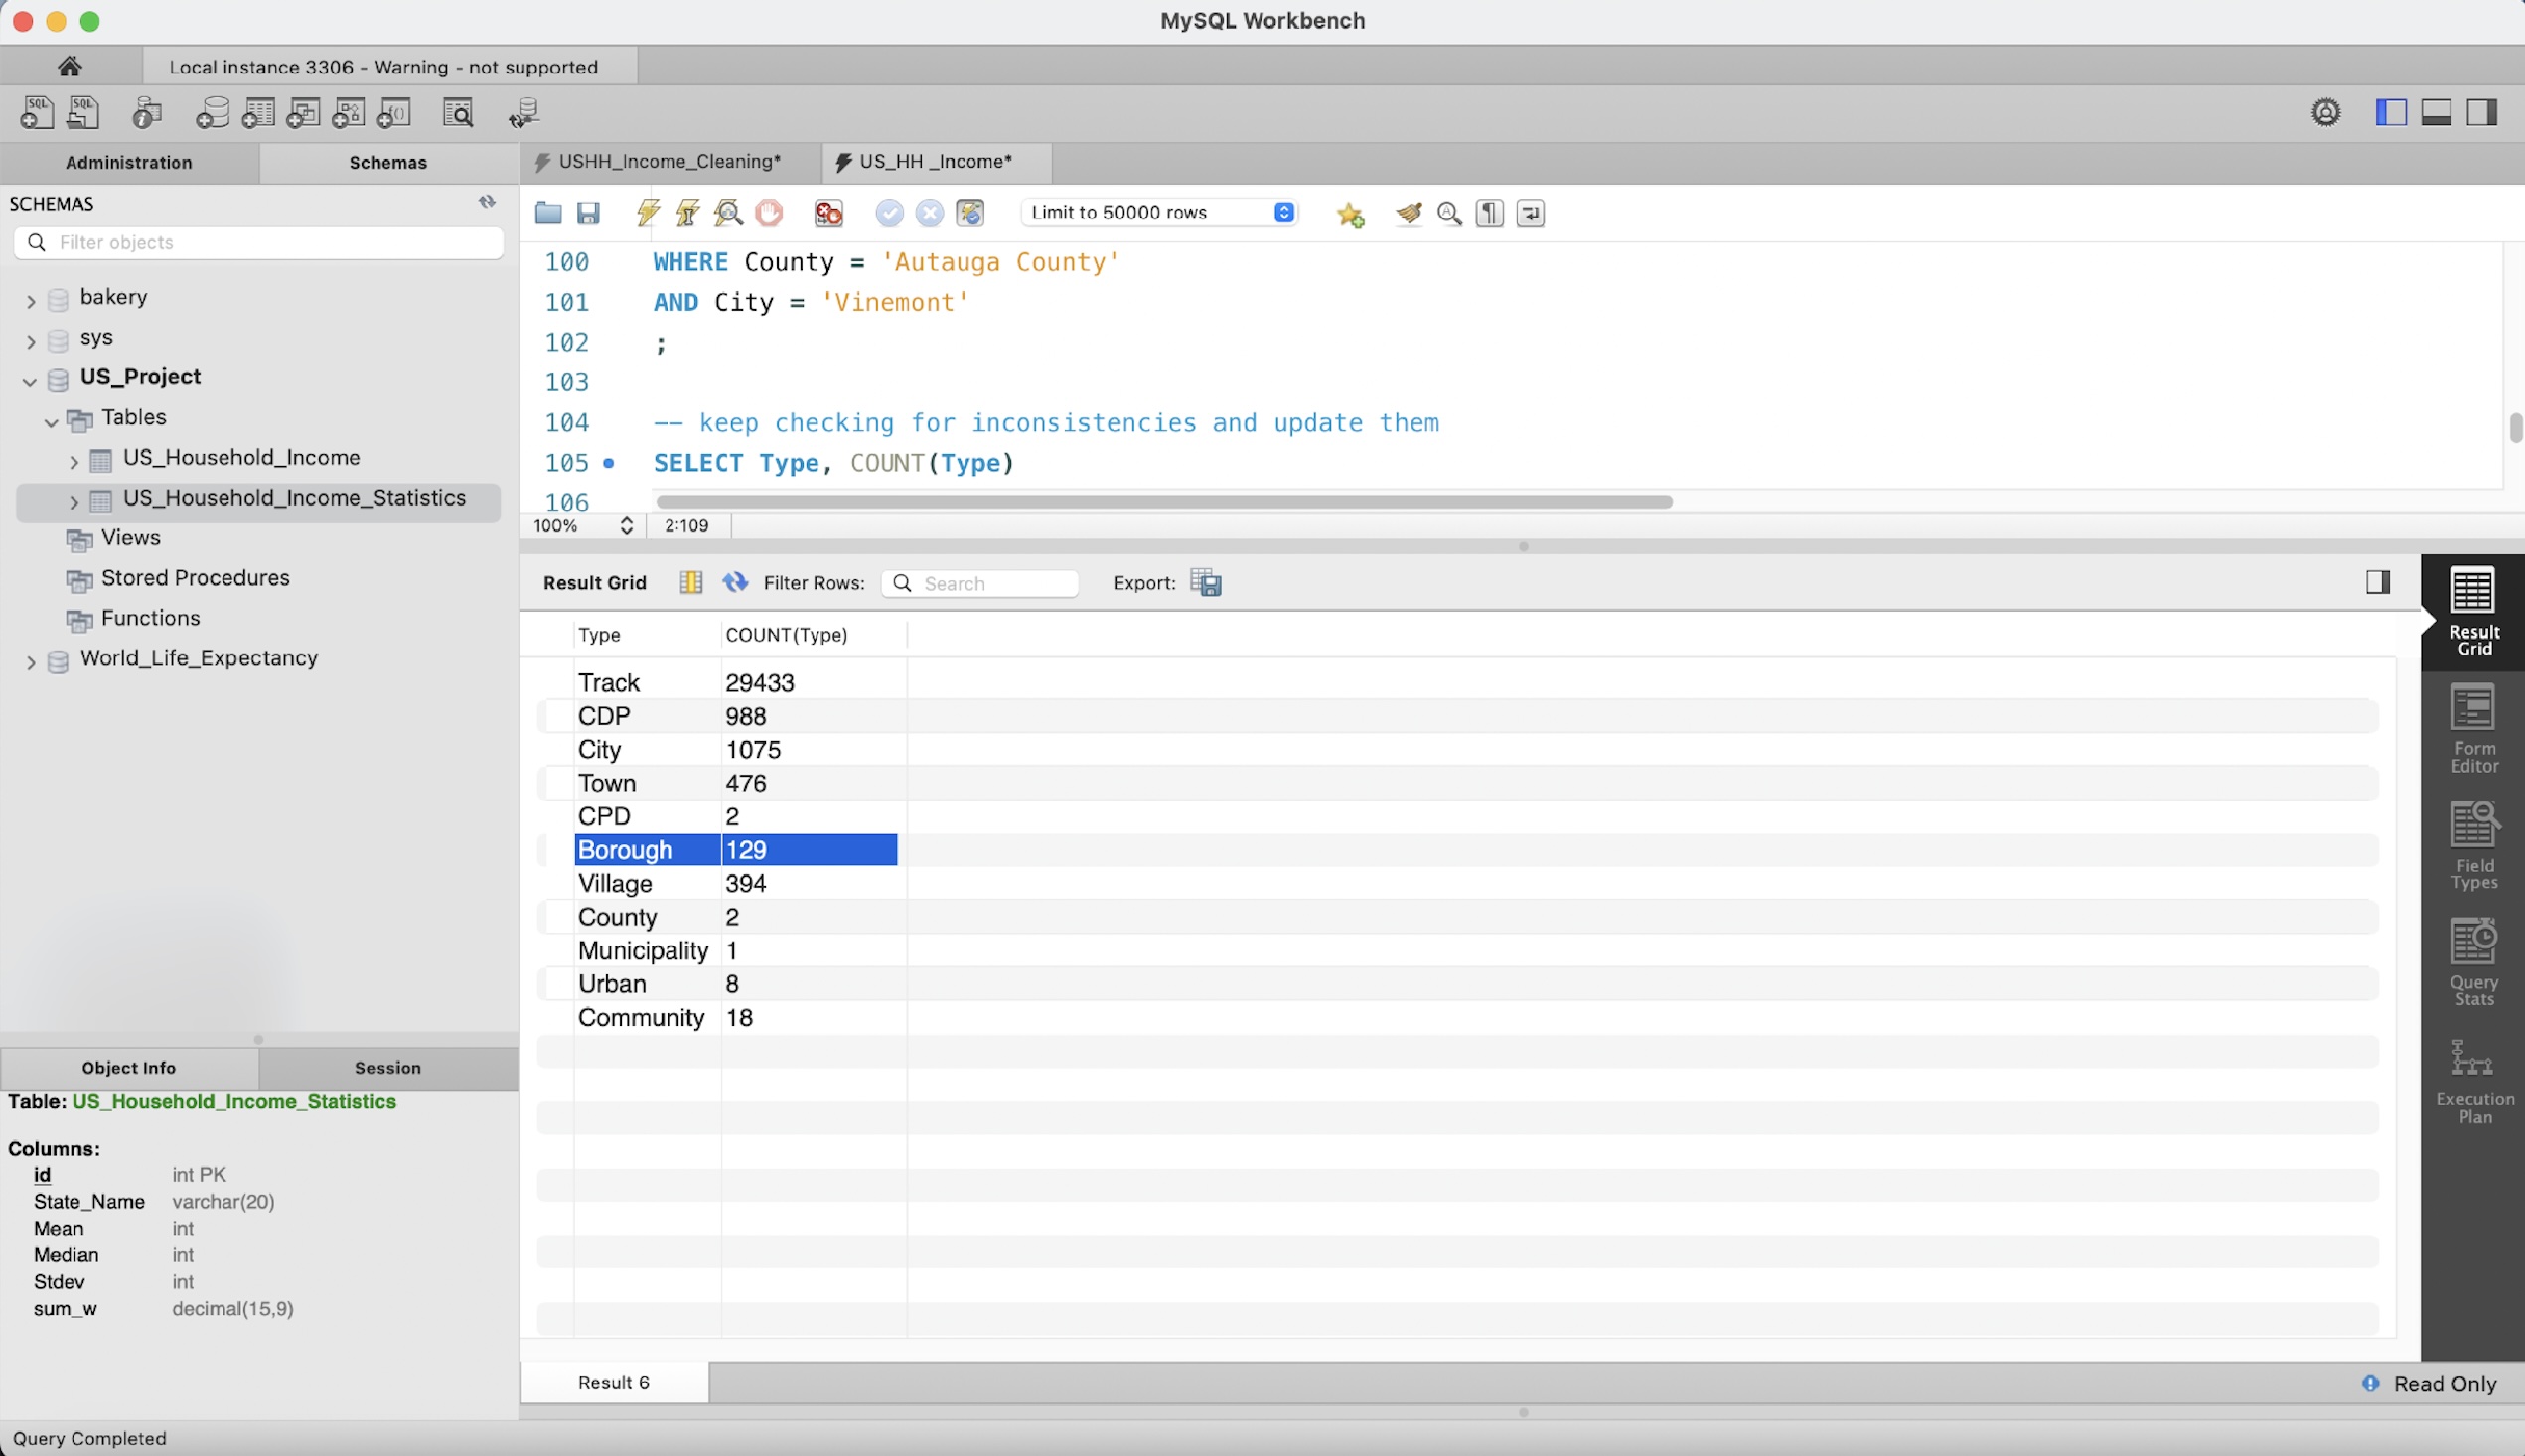 MySQL Workbench
Local instance 3306 - Warning - not supported
Administration
Schemas
USHH_Income_Cleaning*
US_HH _Income*
SCHEMAS
Filter objects
bakery
sys
US_Project
Tables
US_Household_Income
US_Household_Income_Statistics
Views
Stored Procedures
Functions
World_Life_Expectancy
Limit to 50000 rows
100 WHERE County = 'Autauga County'
101 AND City = 'Vinemont'
102 ;
103
104 -- keep checking for inconsistencies and update them
105 SELECT Type, COUNT(Type)
106
100% 2:109
Result Grid Filter Rows: Search Export:
Type COUNT(Type)
Track 29433
CDP 988
City 1075
Town 476
CPD 2
Borough 129
Village 394
County 2
Municipality 1
Urban 8
Community 18
Result
Grid
Form
Editor
Field
Types
Query
Stats
Execution
Plan
Object Info
Session
Table: US_Household_Income_Statistics
Columns:
id int PK
State_Name varchar(20)
Mean int
Median int
Stdev int
sum_w decimal(15,9)
Result 6
Read Only
Query Completed